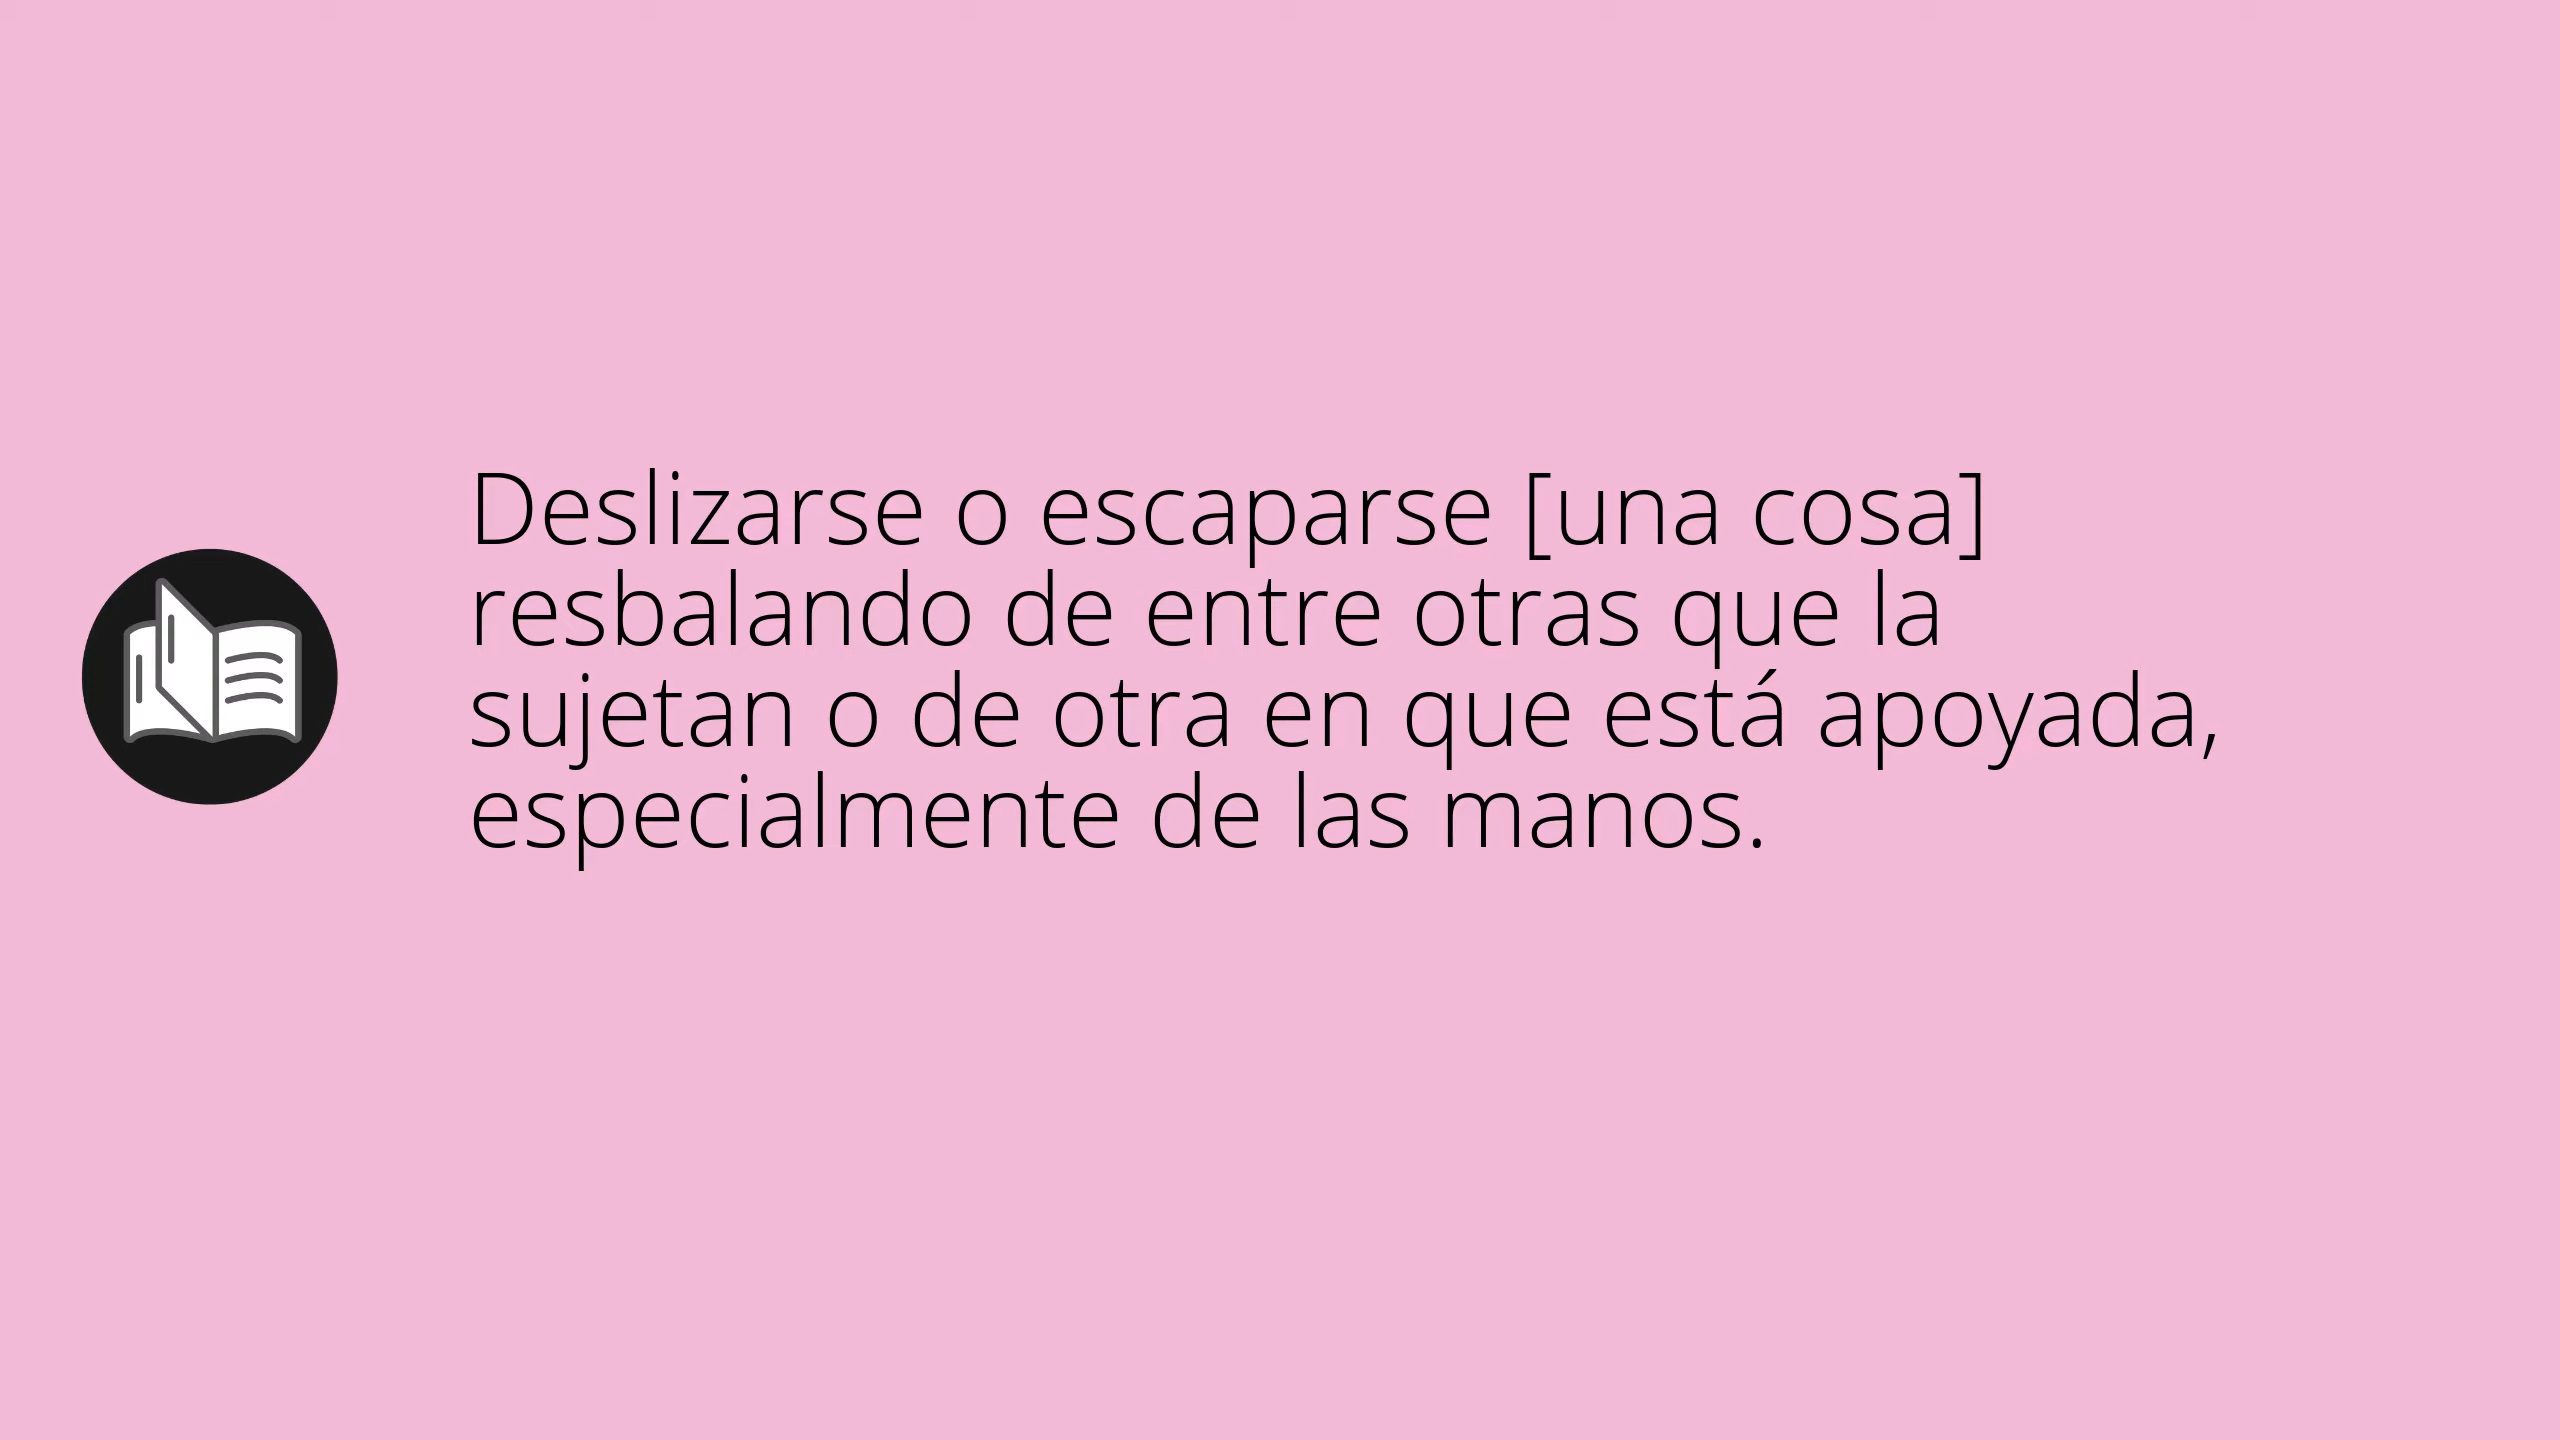 Deslizarse o escaparse [una cosa]
resbalando de entre otras que la
sujetan o de otra en que está apoyada,
especialmente de las manos.